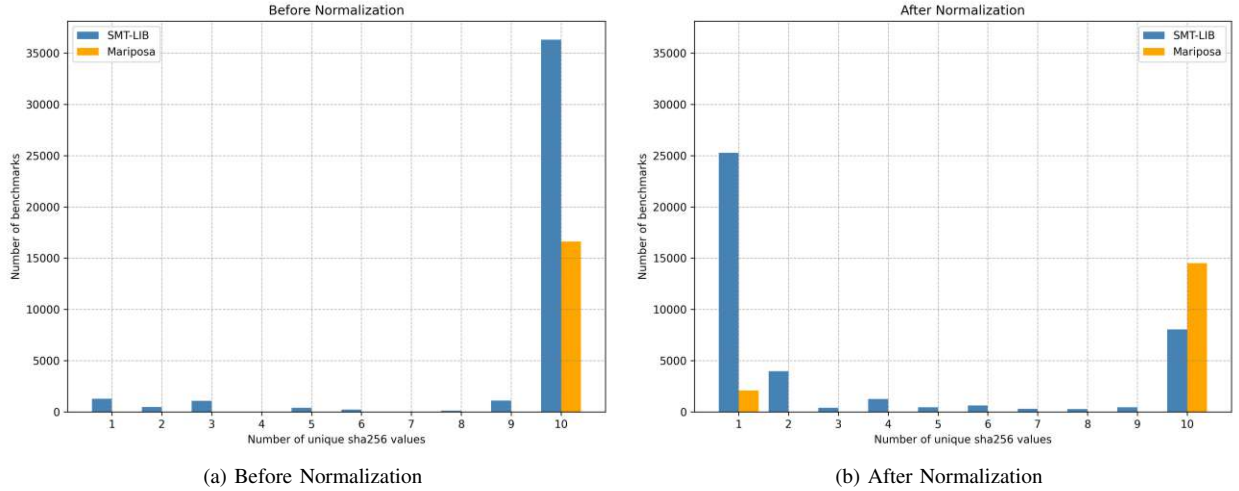 Before Normalization
SMT-LIB
Mariposa
35000
30000
25000
20000
15000
10000
5000
0
Number of benchmarks
1 2 3 4 5 6 7 8 9 10
Number of unique sha256 values
(a) Before Normalization
After Normalization
SMT-LIB
Mariposa
35000
30000
25000
20000
15000
10000
5000
0
Number of benchmarks
1 2 3 4 5 6 7 8 9 10
Number of unique sha256 values
(b) After Normalization